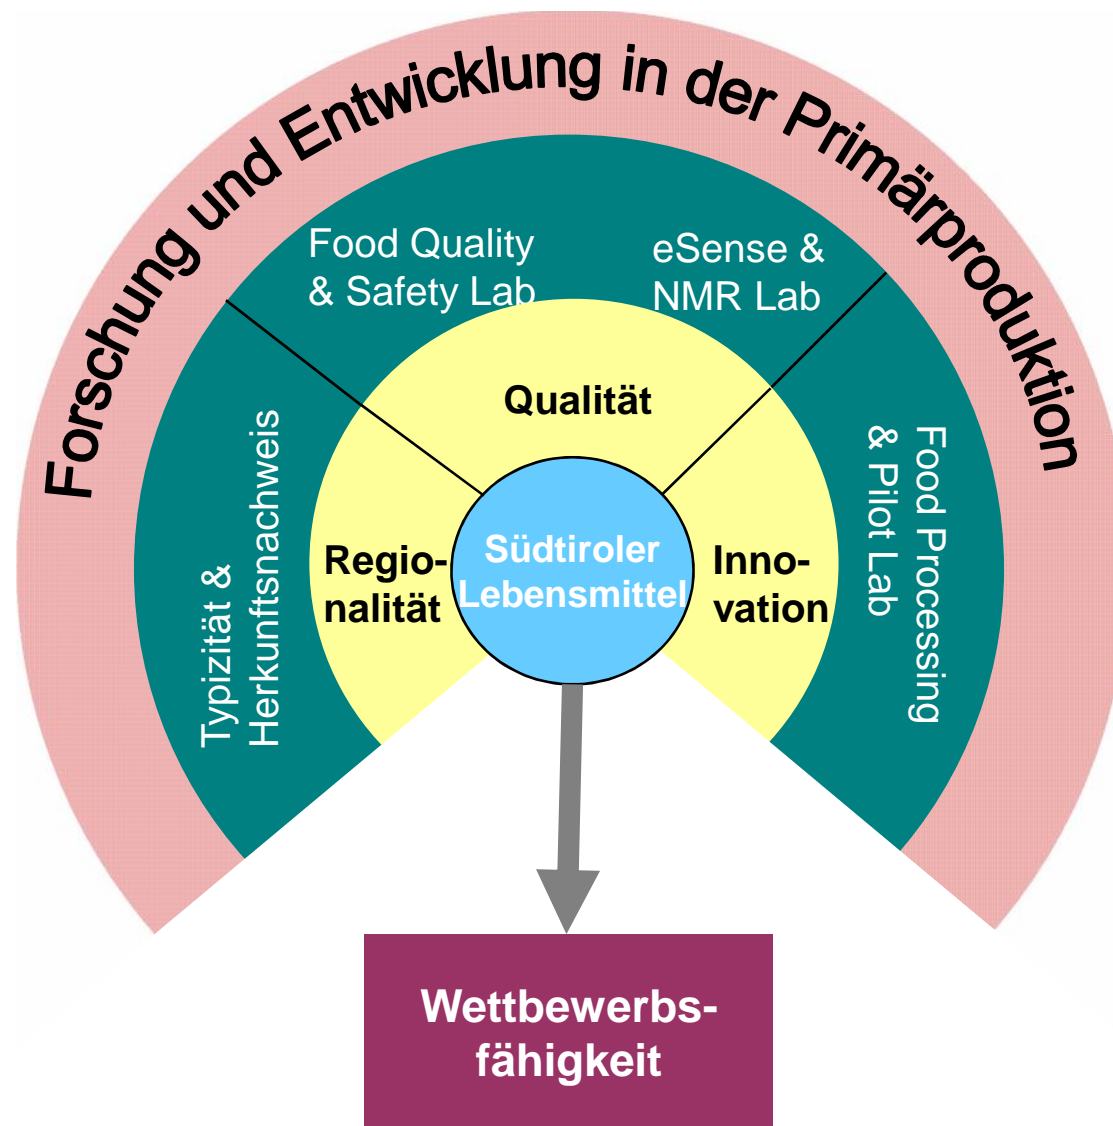 Forschung und Entwicklung in der Primärproduktion
Food Quality
& Safety Lab
eSense &
NMR Lab
Typizität &
Herkunftsnachweis
Food Processing
& Pilot Lab
Qualität
Regio-
nalität
Inno-
vation
Südtiroler
Lebensmittel
Wettbewerbs-
fähigkeit